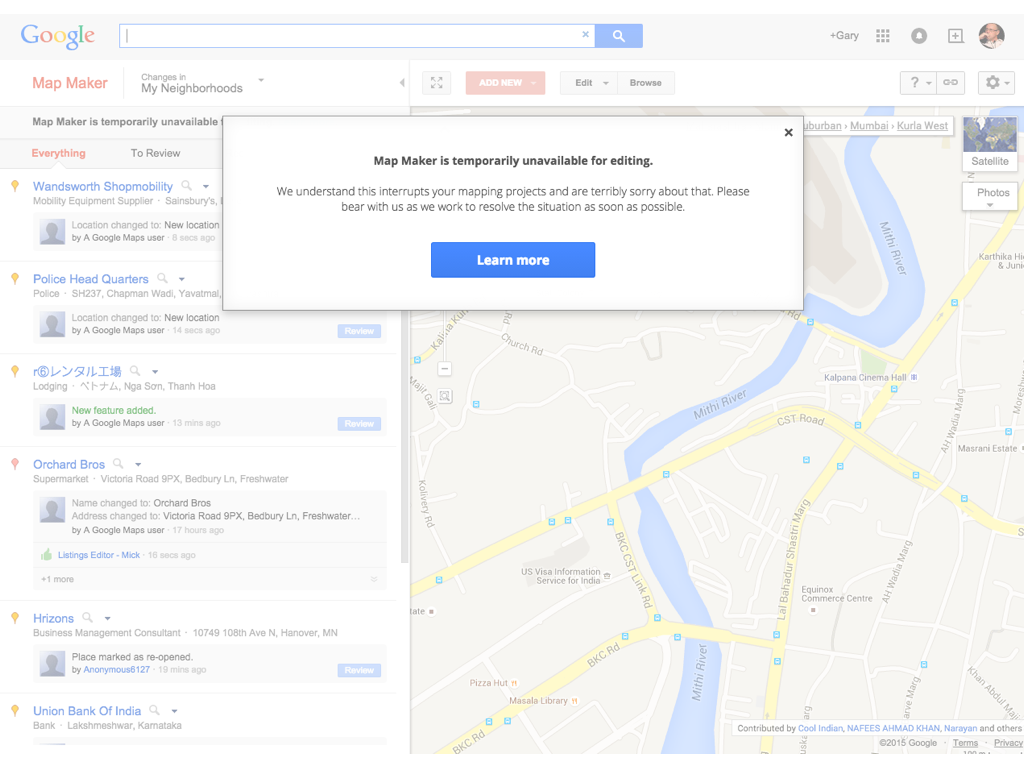 Google
+Gary
Map Maker
Changes in
My Neighborhoods
ADD NEW
Edit
Browse
?
Map Maker is temporarily unavailable
Everything
To Review
Wandsworth Shopmobility
Mobility Equipment Supplier · Sainsbury's,
Location changed to: New location
by A Google Maps user · 8 secs ago
Police Head Quarters
Police · SH237, Chapman Wadi, Yavatmal,
Location changed to: New location
by A Google Maps user · 14 secs ago
Review
r⑥レンタル工場
Lodging · ベトナム, Nga Sơn, Thanh Hoa
New feature added.
by A Google Maps user · 13 mins ago
Review
Orchard Bros
Supermarket · Victoria Road 9PX, Bedbury Ln, Freshwater
Name changed to: Orchard Bros
Address changed to: Victoria Road 9PX, Bedbury Ln, Freshwater…
by A Google Maps user · 17 hours ago
Listings Editor - Mick · 16 secs ago
+1 more
Hrizons
Business Management Consultant · 10749 108th Ave N, Hanover, MN
Place marked as re-opened.
by Anonymous6127 · 19 mins ago
Review
Union Bank Of India
Bank · Lakshmeshwar, Karnataka
Map Maker is temporarily unavailable for editing.
We understand this interrupts your mapping projects and are terribly sorry about that. Please
bear with us as we work to resolve the situation as soon as possible.
Learn more
uburban › Mumbai › Kurla West
Satellite
Photos
Mithi River
Karthika Hi
& Juni
Church Rd
Kalina Ku
Majif Gali
Kalpana Cinema Hall
Mithi River
CST Road
AH Wadia Marg
Moresh
Masrani Estate
Kolivery Rd
BKC CST Link Rd
US Visa Information
Service for India
Lal Bahadur Shastri Marg
AH Wadia Marg
Equinox
Commerce Centre
tate
BKC Rd
Mithi River
Pizza Hut
Masala Library
Khan Abdul Maj
BKC Rd
Contributed by Cool Indian, NAFEES AHMAD KHAN, Narayan and others
©2015 Google · Terms · Privacy